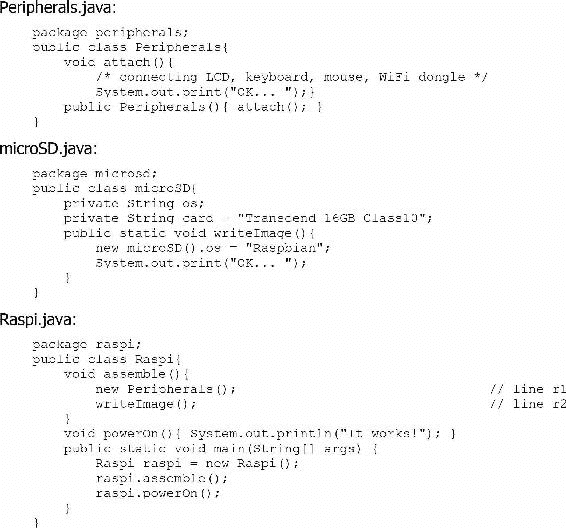 Peripherals.java:
package peripherals;
public class Peripherals{
void attach(){
/* connecting LCD, keyboard, mouse, WiFi dongle */
System.out.print("OK... ");}
public Peripherals(){ attach(); }
}
microSD.java:
package microsd;
public class microSD{
private String os;
private String card = "Transcend 16GB Class10";
public static void writeImage(){
new microSD().os = "Raspbian";
System.out.print("OK... ");
}
}
Raspi.java:
package raspi;
public class Raspi{
void assemble(){
new Peripherals(); // line r1
writeImage(); // line r2
}
void powerOn(){ System.out.println("It works!"); }
public static void main(String[] args) {
Raspi raspi = new Raspi();
raspi.assemble();
raspi.powerOn();
}
}